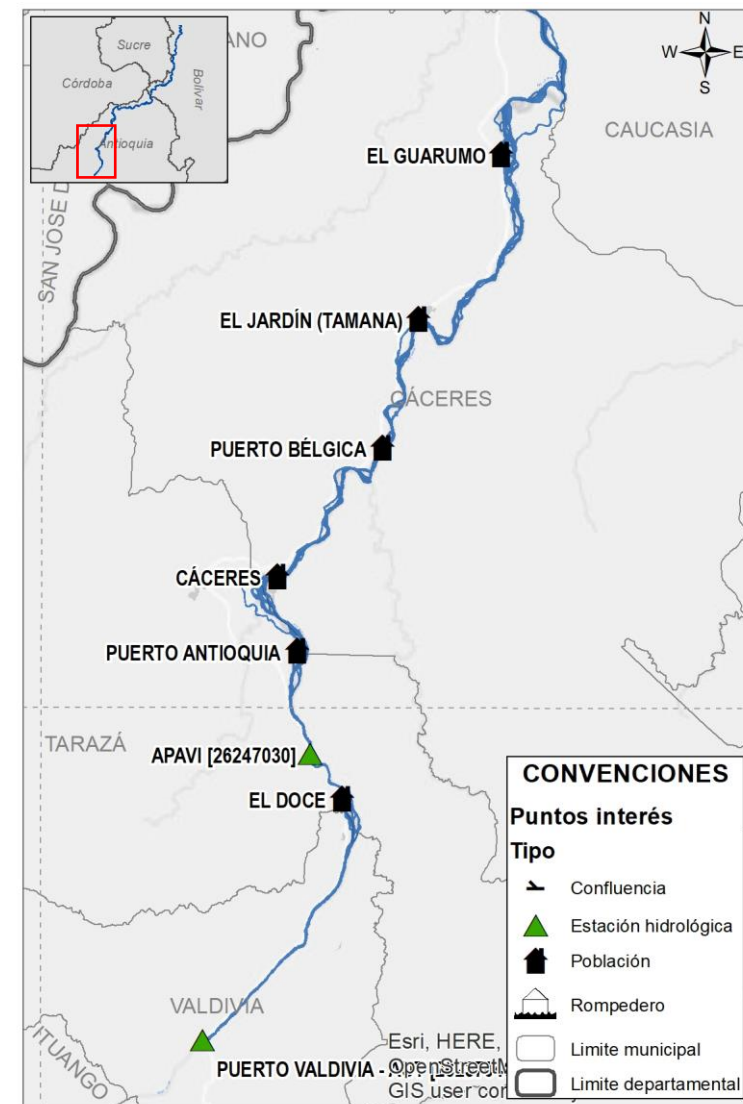 Sucre
Córdoba
Bolívar
Antioquia
ANO
N
W E
S
CAUCASIA
EL GUARUMO
SAN JOSE D
EL JARDÍN (TAMANA)
CÁCERES
PUERTO BÉLGICA
CÁCERES
PUERTO ANTIOQUIA
TARAZÁ
APAVI [26247030]
EL DOCE
VALDIVIA
ITUANGO
PUERTO VALDIVIA -
Esri, HERE,
GIS user
CONVENCIONES
Puntos interés
Tipo
Confluencia
Estación hidrológica
Población
Rompedero
Limite municipal
Limite departamental